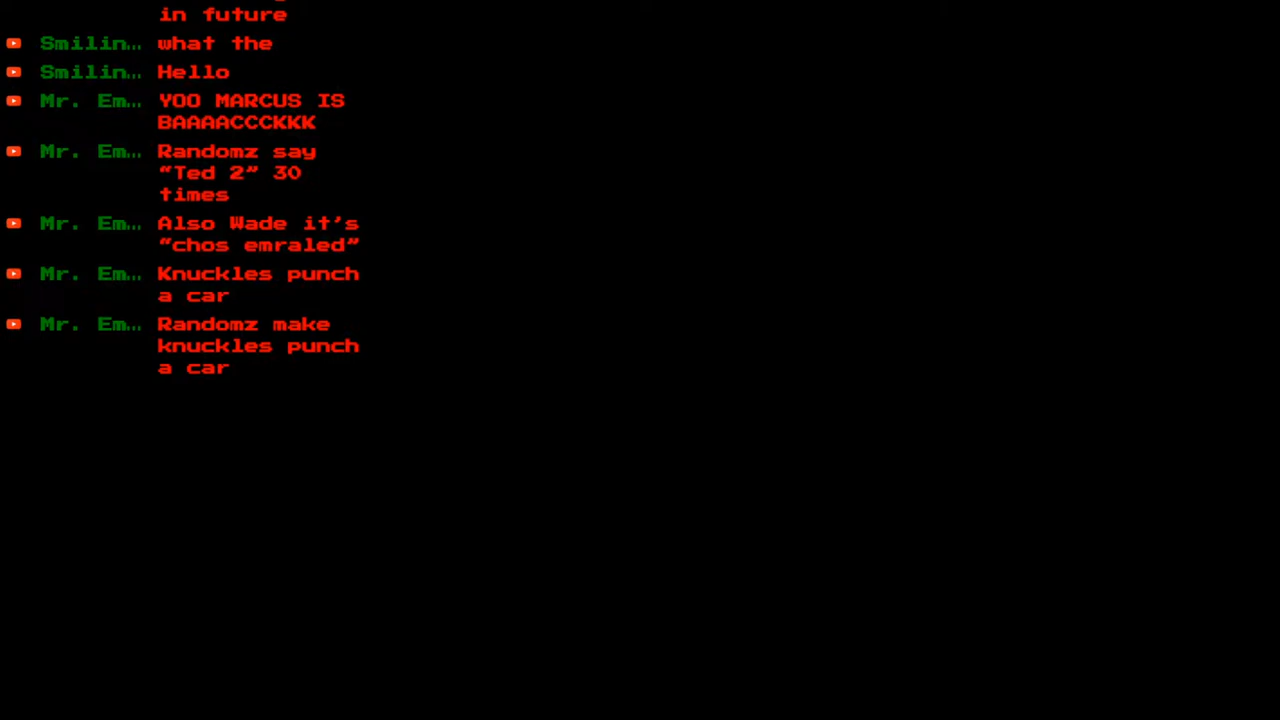 in future
Smilin… what the
Smilin… Hello
Mr. Em… YOO MARCUS IS
BAAAACCCKKK
Mr. Em… Randomz say
“Ted 2” 30
times
Mr. Em… Also Wade it’s
“chos emraled”
Mr. Em… Knuckles punch
a car
Mr. Em… Randomz make
knuckles punch
a car